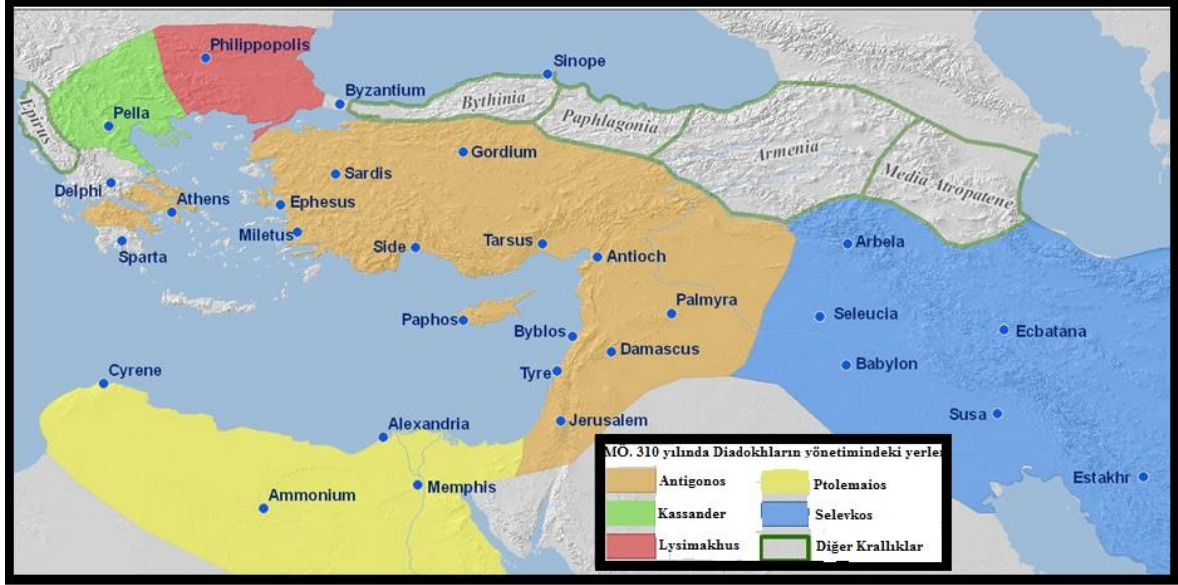 Philippopolis
Sinope
Byzantium
Bythinia
Epirus
Pella
Paphlagonia
Gordium
Armenia
Sardis
Media Atropatene
Delphi
Athens
Ephesus
Miletus
Side
Tarsus
Arbela
Sparta
Antioch
Palmyra
Paphos
Seleucia
Ecbatana
Byblos
Damascus
Babylon
Cyrene
Tyre
Susa
Alexandria
Jerusalem
MÖ. 310 yılında Diadokhların yönetimindeki yerler
Estakhr
Antigonos
Ptolemaios
Memphis
Ammonium
Kassander
Selevkos
Lysimakhus
Diğer Krallıklar